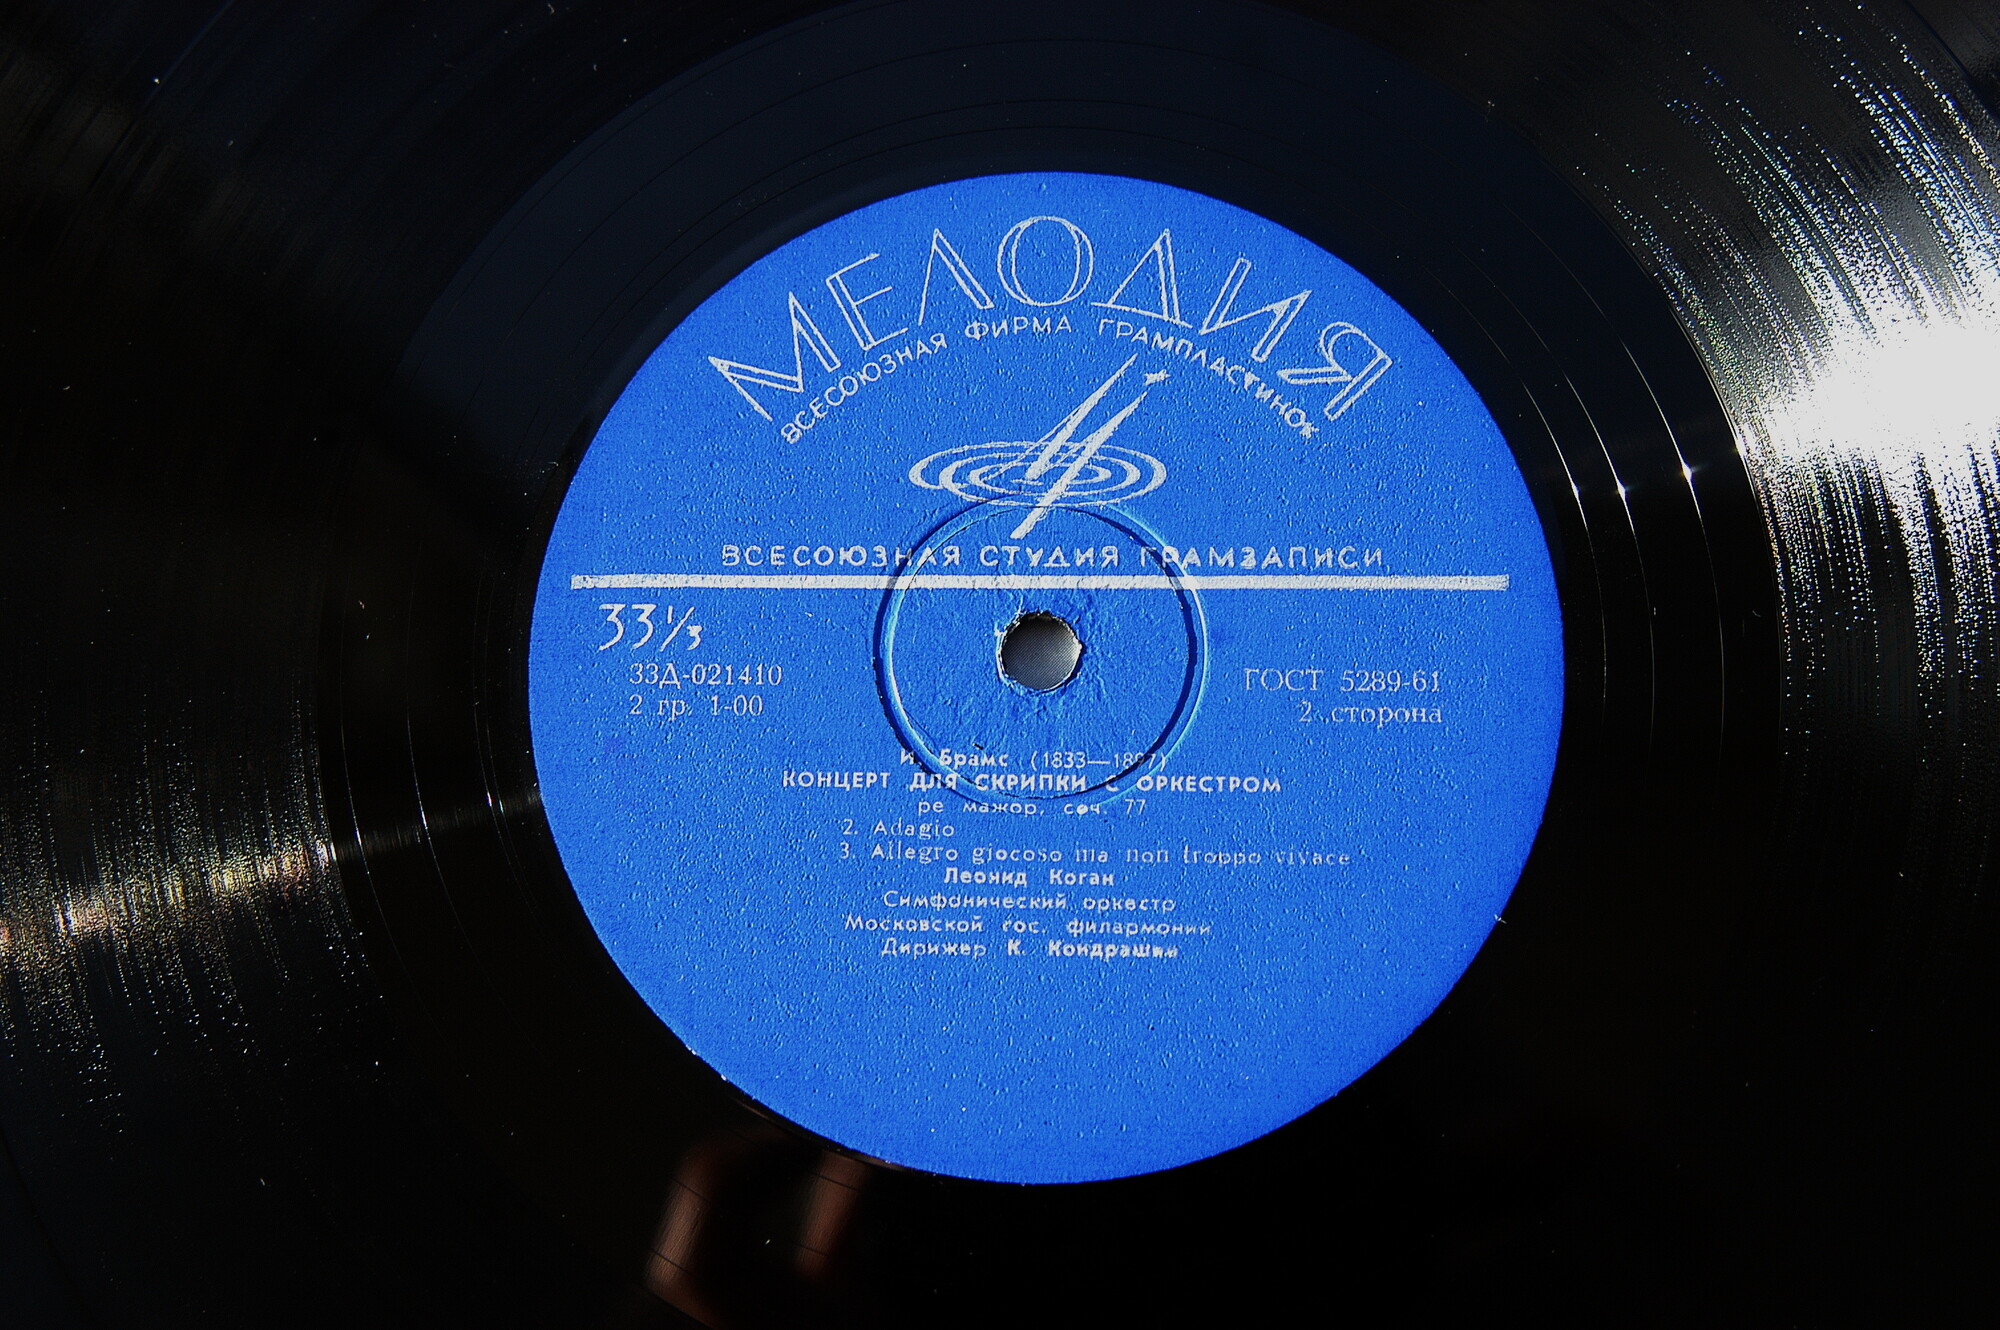 МЕЛОДИЯ
ВСЕСОЮЗНАЯ ФИРМА ГРАМПЛАСТИНОК
ВСЕСОЮЗНАЯ СТУДИЯ ГРАМЗАПИСИ
33⅓
33Д-021410
2 гр. 1-00
ГОСТ 5289-61
2 сторона
И. Брамс (1833—1897)
КОНЦЕРТ ДЛЯ СКРИПКИ С ОРКЕСТРОМ
ре мажор, соч. 77
2. Adagio
3. Allegro giocoso ma non troppo vivace
Леонид Коган
Симфонический оркестр
Московской гос. филармонии
Дирижер К. Кондрашин